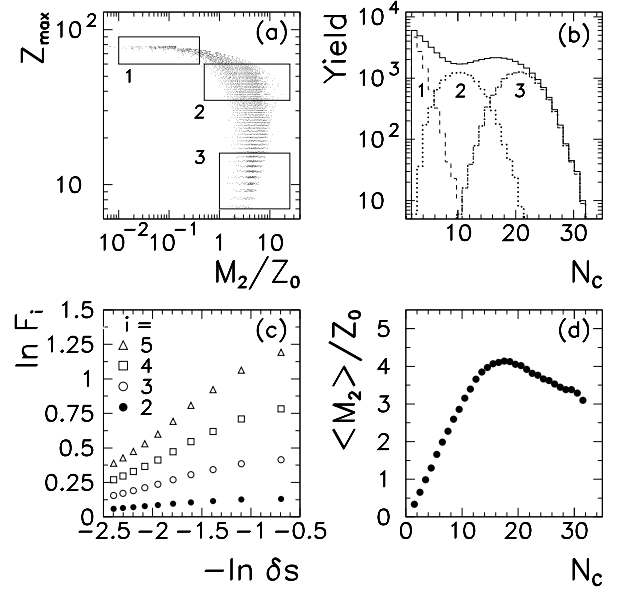 Z_max
10^2
10
(a)
1
2
3
10^-2 10^-1 1 10
M_2/Z_0
Yield
10^4
10^3
10^2
10
(b)
1 2 3
0 10 20 30
N_c
ln F_i
1.5
1.25
1
0.75
0.5
0.25
0
(c)
i =
△ 5
□ 4
○ 3
● 2
-2.5 -2 -1.5 -1 -0.5
-ln δs
<M_2>/Z_0
5
4
3
2
1
0
(d)
0 10 20 30
N_c